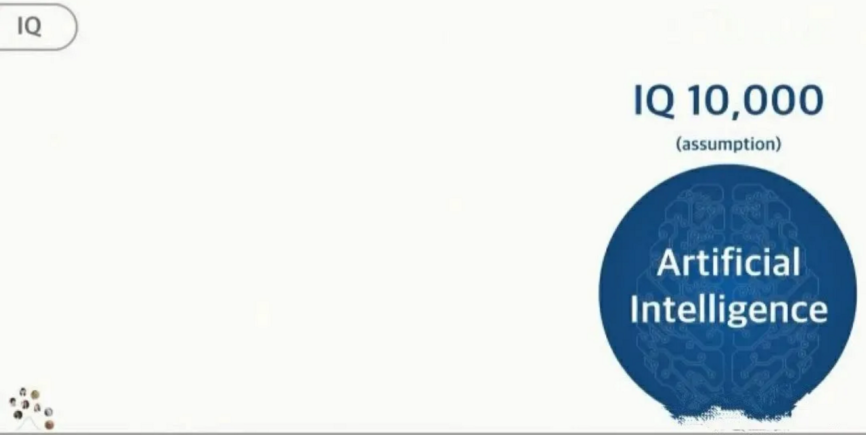 IQ
IQ 10,000
(assumption)
Artificial
Intelligence